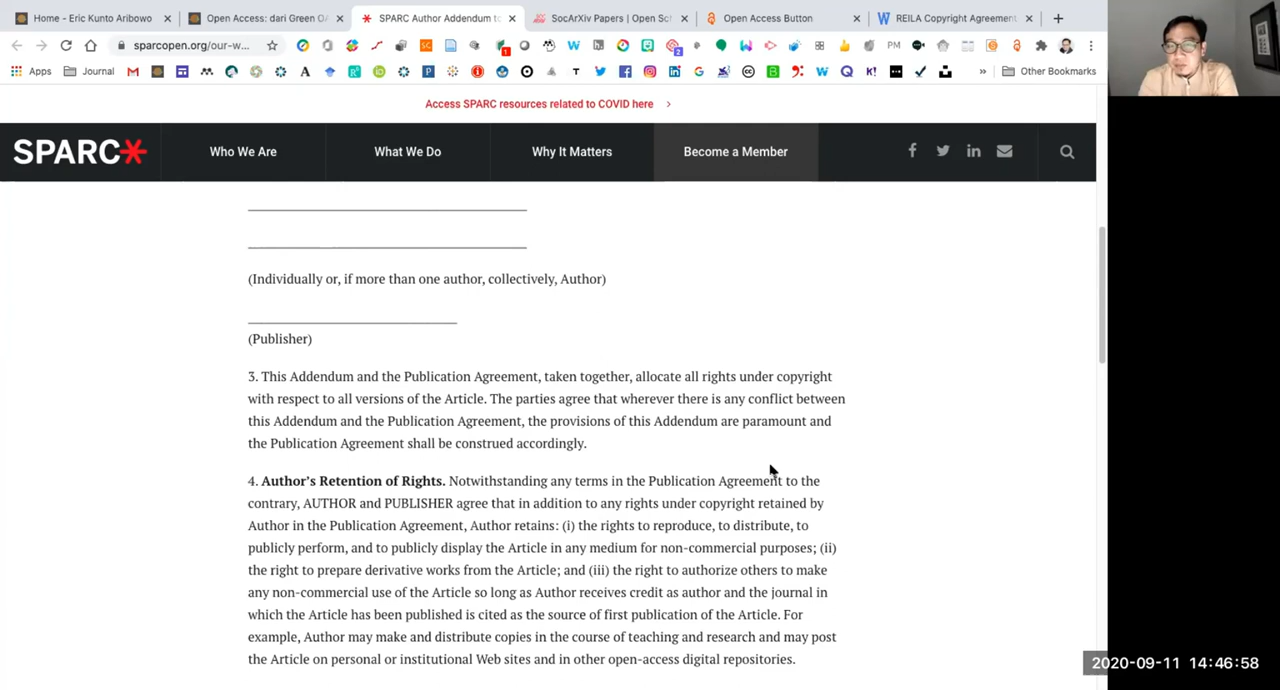 Home - Eric Kunto Aribowo
Open Access: dari Green OA
SPARC Author Addendum to
SocArXiv Papers | Open Sci
Open Access Button
REILA Copyright Agreement
sparcopen.org/our-w...
PM
Apps
Journal
Other Bookmarks
Access SPARC resources related to COVID here
SPARC
Who We Are
What We Do
Why It Matters
Become a Member
(Individually or, if more than one author, collectively, Author)
(Publisher)
3. This Addendum and the Publication Agreement, taken together, allocate all rights under copyright
with respect to all versions of the Article. The parties agree that wherever there is any conflict between
this Addendum and the Publication Agreement, the provisions of this Addendum are paramount and
the Publication Agreement shall be construed accordingly.
4. Author's Retention of Rights. Notwithstanding any terms in the Publication Agreement to the
contrary, AUTHOR and PUBLISHER agree that in addition to any rights under copyright retained by
Author in the Publication Agreement, Author retains: (i) the rights to reproduce, to distribute, to
publicly perform, and to publicly display the Article in any medium for non-commercial purposes; (ii)
the right to prepare derivative works from the Article; and (iii) the right to authorize others to make
any non-commercial use of the Article so long as Author receives credit as author and the journal in
which the Article has been published is cited as the source of first publication of the Article. For
example, Author may make and distribute copies in the course of teaching and research and may post
the Article on personal or institutional Web sites and in other open-access digital repositories.
2020-09-11 14:46:58